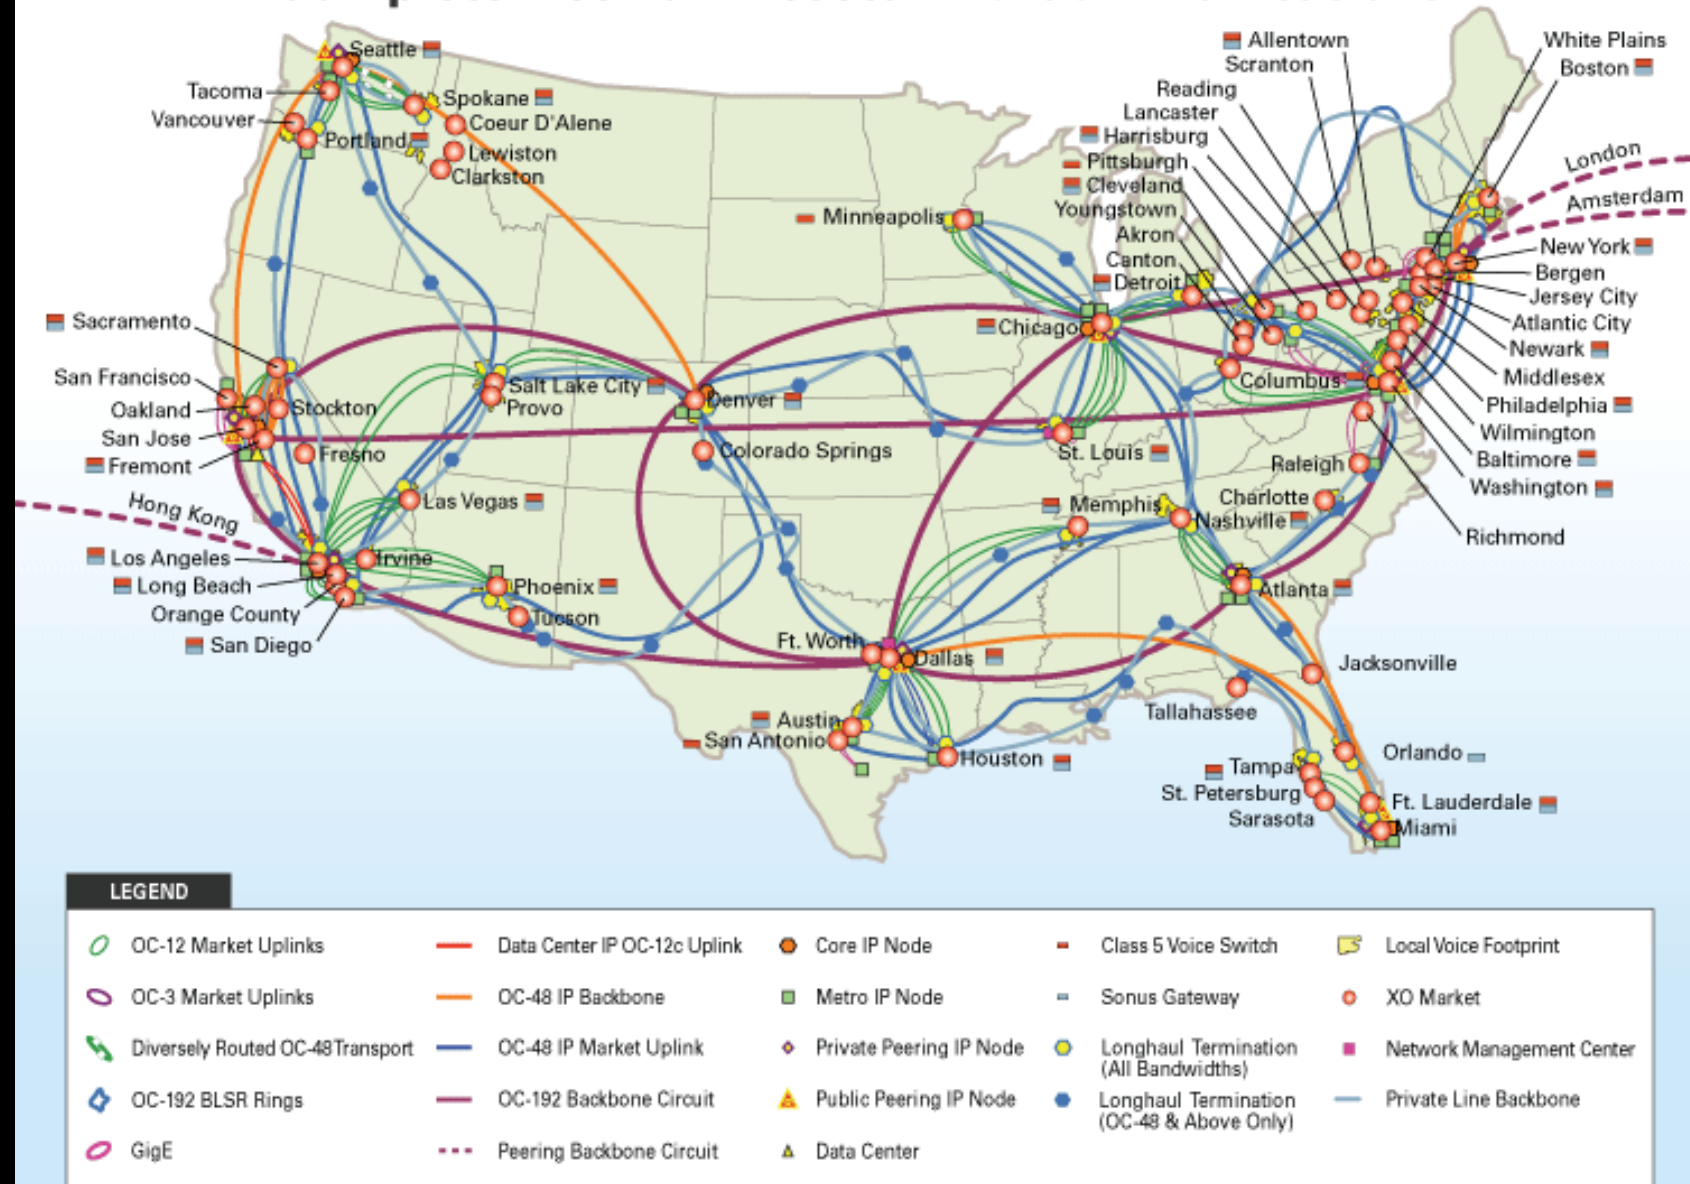 Seattle
Tacoma
Vancouver
Portland
Spokane
Coeur D'Alene
Lewiston
Clarkston
Minneapolis
Allentown
Scranton
Reading
Lancaster
Harrisburg
Pittsburgh
Cleveland
Youngstown
Akron
Canton
Detroit
White Plains
Boston
London
Amsterdam
New York
Bergen
Jersey City
Atlantic City
Newark
Middlesex
Philadelphia
Wilmington
Baltimore
Washington
Richmond
Sacramento
San Francisco
Oakland
San Jose
Fremont
Stockton
Fresno
Salt Lake City
Provo
Denver
Colorado Springs
Chicago
Columbus
St. Louis
Raleigh
Charlotte
Memphis
Nashville
Las Vegas
Hong Kong
Los Angeles
Long Beach
Orange County
San Diego
Irvine
Phoenix
Tucson
Ft. Worth
Dallas
Atlanta
Austin
San Antonio
Houston
Jacksonville
Tallahassee
Orlando
Tampa
St. Petersburg
Sarasota
Ft. Lauderdale
Miami
LEGEND
OC-12 Market Uplinks
OC-3 Market Uplinks
Diversely Routed OC-48 Transport
OC-192 BLSR Rings
GigE
Data Center IP OC-12c Uplink
OC-48 IP Backbone
OC-48 IP Market Uplink
OC-192 Backbone Circuit
Peering Backbone Circuit
Core IP Node
Metro IP Node
Private Peering IP Node
Public Peering IP Node
Data Center
Class 5 Voice Switch
Sonus Gateway
Longhaul Termination
(All Bandwidths)
Longhaul Termination
(OC-48 & Above Only)
Local Voice Footprint
XO Market
Network Management Center
Private Line Backbone